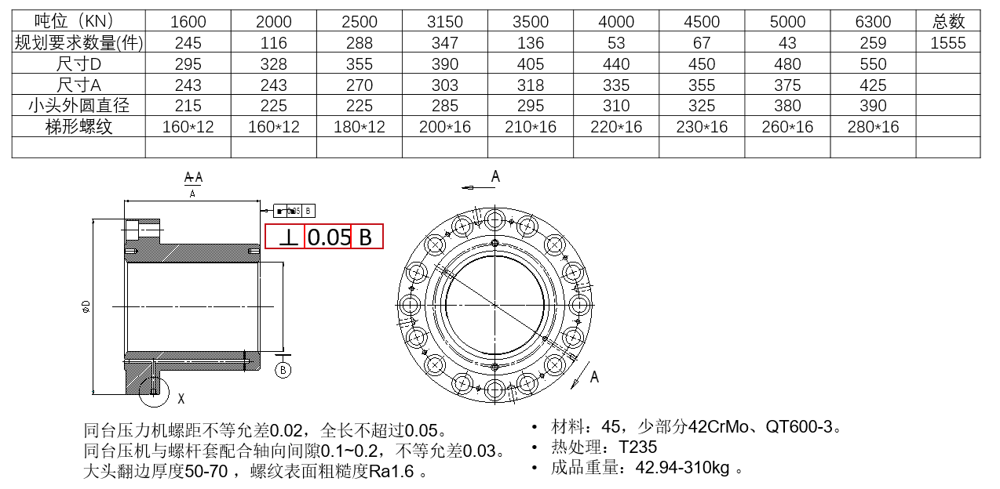 吨位（KN） 1600 2000 2500 3150 3500 4000 4500 5000 6300 总数
规划要求数量(件) 245 116 288 347 136 53 67 43 259 1555
尺寸D 295 328 355 390 405 440 450 480 550
尺寸A 243 243 270 303 318 335 355 375 425
小头外圆直径 215 225 225 285 295 310 325 380 390
梯形螺纹 160*12 160*12 180*12 200*16 210*16 220*16 230*16 260*16 280*16
A-A
A
0.05 B
⊥ 0.05 B
ØD
B
X
A
A
同台压力机螺距不等允差0.02，全长不超过0.05。
同台压机与螺杆套配合轴向间隙0.1~0.2，不等允差0.03。
大头翻边厚度50-70 ，螺纹表面粗糙度Ra1.6 。
• 材料：45，少部分42CrMo、QT600-3。
• 热处理：T235
• 成品重量：42.94-310kg 。